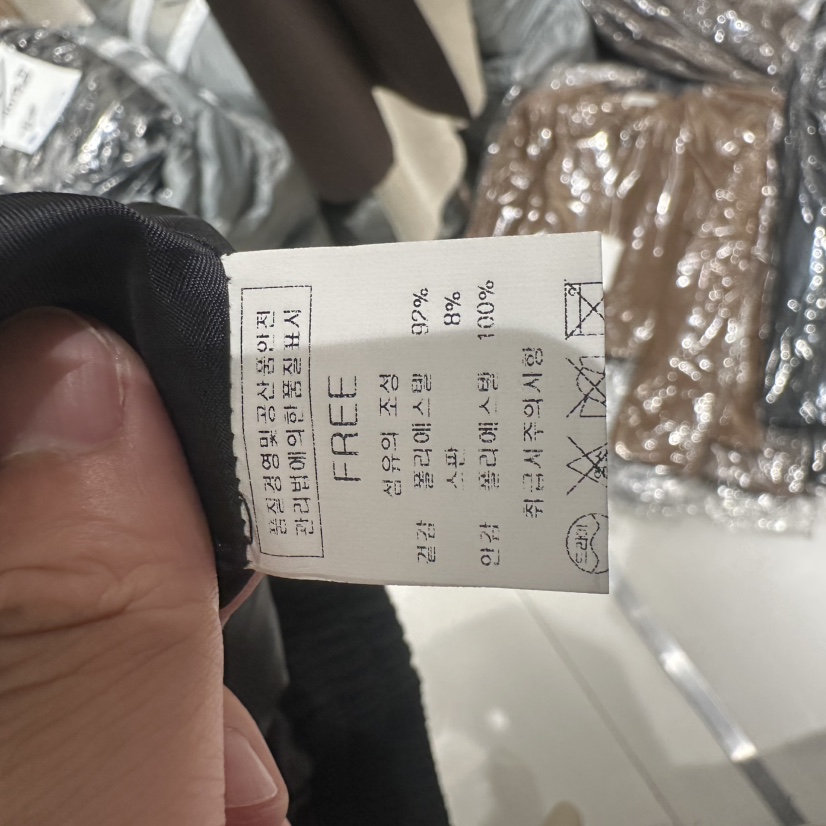 품질경영및 공산품안전
관리법에 의한 품질표시
FREE
섬유의 조성
겉감 폴리에스텔 92%
스판 8%
안감 폴리에스텔 100%
취급시 주의사항
드라이